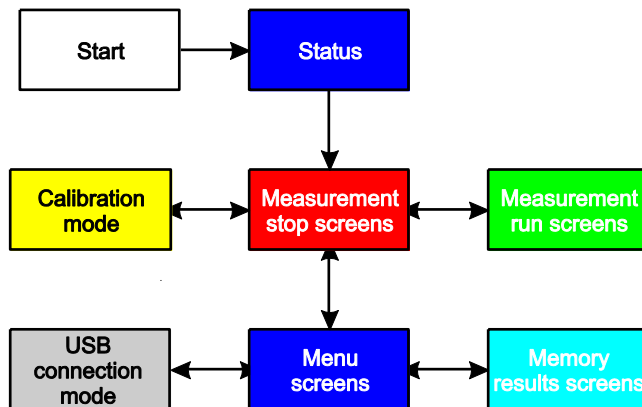 Start
Status
Calibration
mode
Measurement
stop screens
Measurement
run screens
USB
connection
mode
Menu
screens
Memory
results screens